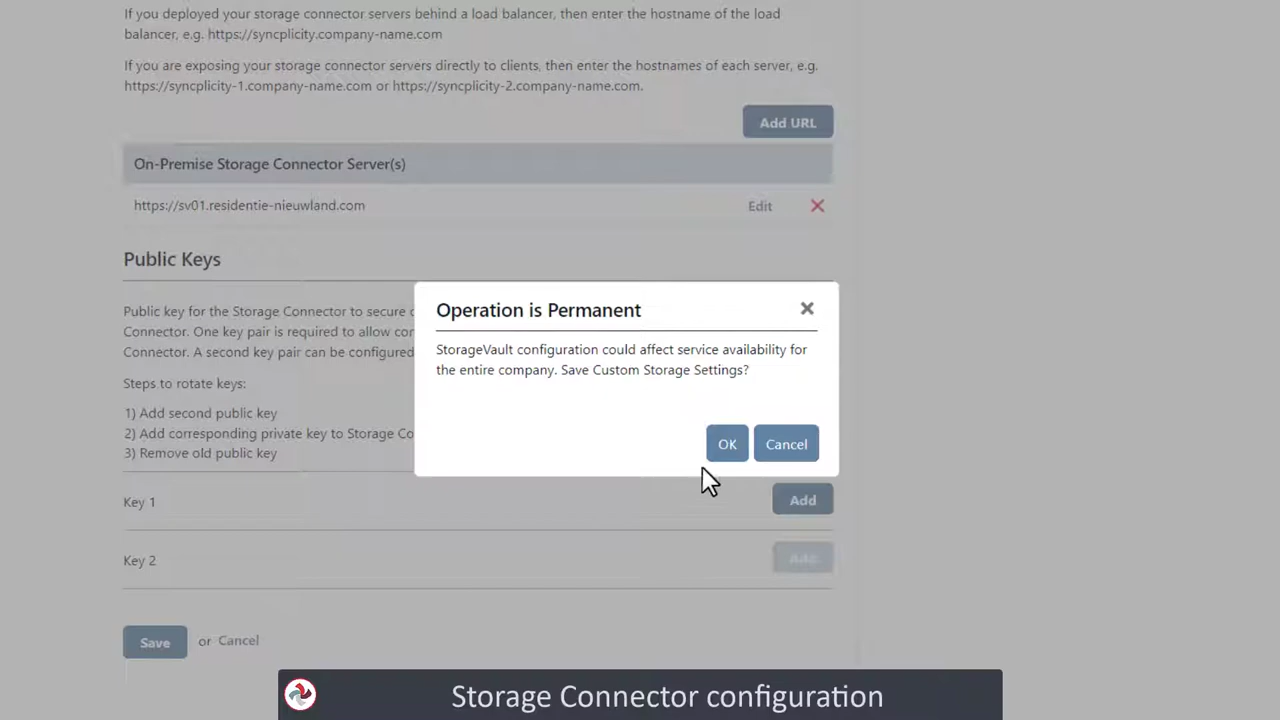 If you deployed your storage connector servers behind a load balancer, then enter the hostname of the load
balancer, e.g. https://syncplicity.company-name.com
If you are exposing your storage connector servers directly to clients, then enter the hostnames of each server, e.g.
https://syncplicity-1.company-name.com or https://syncplicity-2.company-name.com.
Add URL
On-Premise Storage Connector Server(s)
https://sv01.residentie-nieuwland.com Edit
Public Keys
Public key for the Storage Connector to secure
Connector. One key pair is required to allow
Connector. A second key pair can be configured
Steps to rotate keys:
1) Add second public key
2) Add corresponding private key to Storage
3) Remove old public key
Operation is Permanent
StorageVault configuration could affect service availability for
the entire company. Save Custom Storage Settings?
OK Cancel
Key 1 Add
Key 2 Add
Save or Cancel
Storage Connector configuration